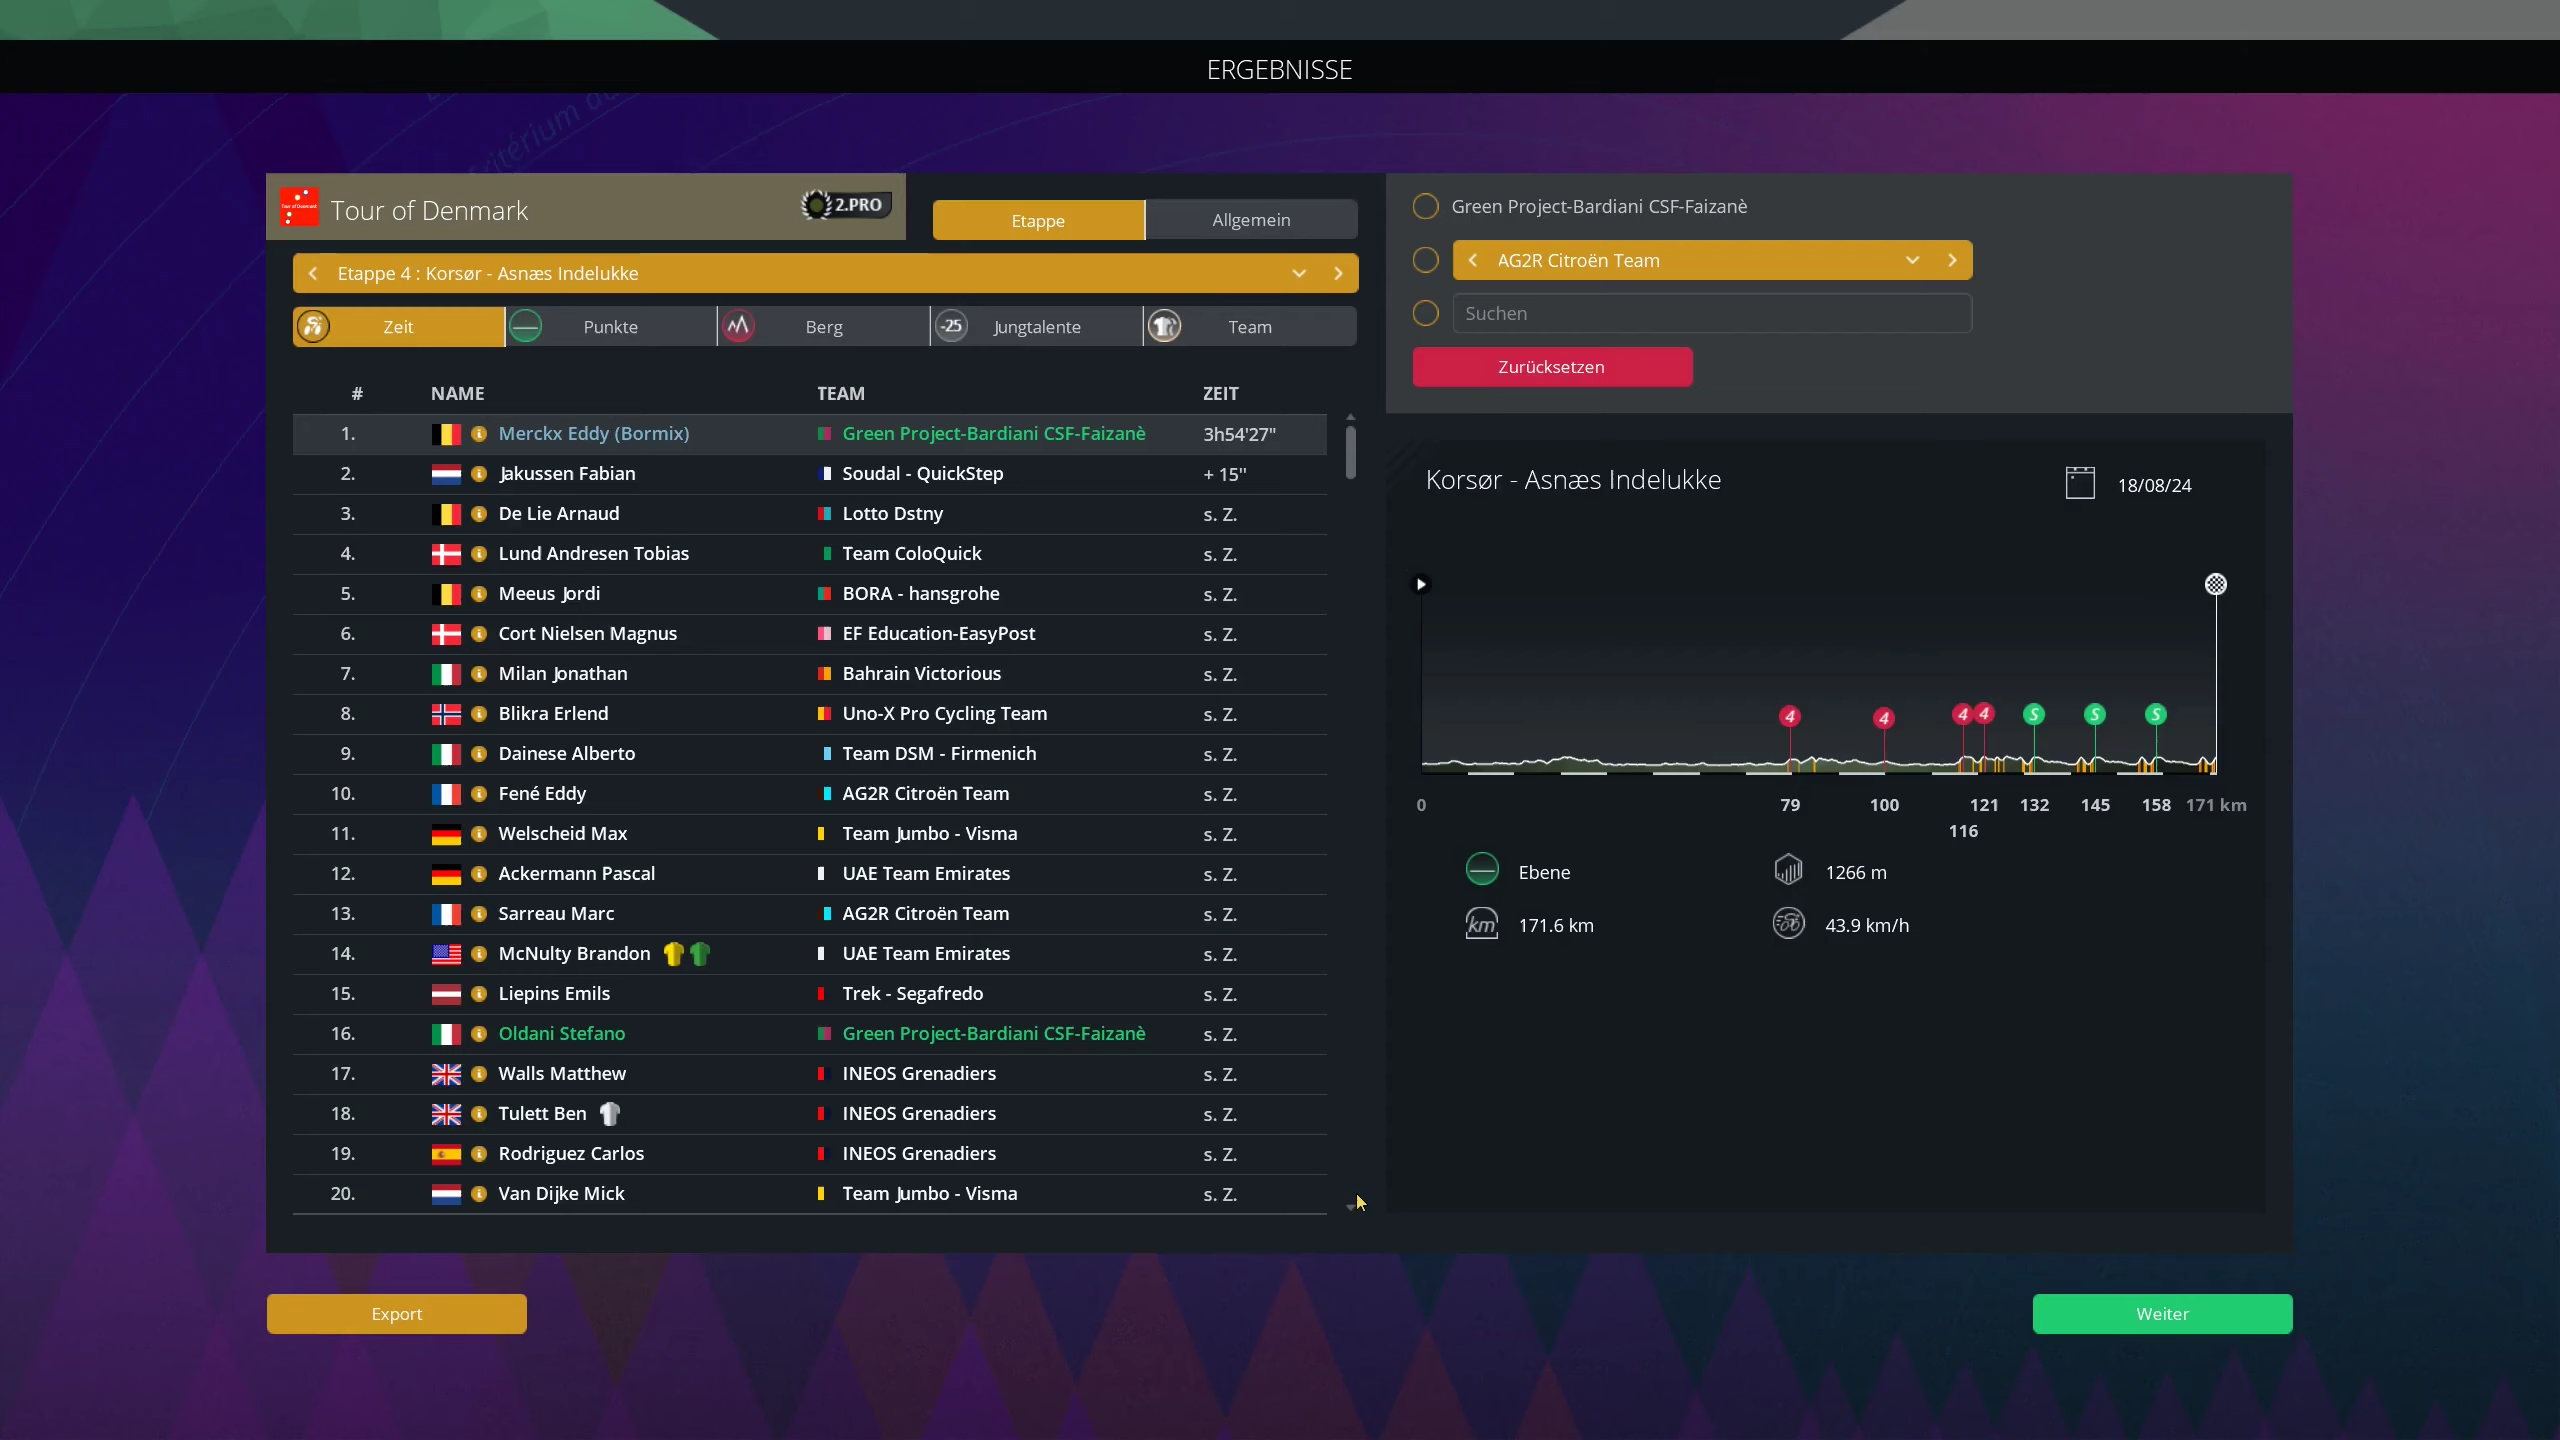 ERGEBNISSE
Tour of Denmark
2.PRO
Etappe
Allgemein
Etappe 4 : Korsør - Asnæs Indelukke
Zeit
Punkte
Berg
-25
Jungtalente
Team
# NAME TEAM ZEIT
1. Merckx Eddy (Bormix) Green Project-Bardiani CSF-Faizanè 3h54'27"
2. Jakussen Fabian Soudal - QuickStep + 15''
3. De Lie Arnaud Lotto Dstny s. Z.
4. Lund Andresen Tobias Team ColoQuick s. Z.
5. Meeus Jordi BORA - hansgrohe s. Z.
6. Cort Nielsen Magnus EF Education-EasyPost s. Z.
7. Milan Jonathan Bahrain Victorious s. Z.
8. Blikra Erlend Uno-X Pro Cycling Team s. Z.
9. Dainese Alberto Team DSM - Firmenich s. Z.
10. Fené Eddy AG2R Citroën Team s. Z.
11. Welscheid Max Team Jumbo - Visma s. Z.
12. Ackermann Pascal UAE Team Emirates s. Z.
13. Sarreau Marc AG2R Citroën Team s. Z.
14. McNulty Brandon UAE Team Emirates s. Z.
15. Liepins Emils Trek - Segafredo s. Z.
16. Oldani Stefano Green Project-Bardiani CSF-Faizanè s. Z.
17. Walls Matthew INEOS Grenadiers s. Z.
18. Tulett Ben INEOS Grenadiers s. Z.
19. Rodriguez Carlos INEOS Grenadiers s. Z.
20. Van Dijke Mick Team Jumbo - Visma s. Z.
Export
Green Project-Bardiani CSF-Faizanè
AG2R Citroën Team
Suchen
Zurücksetzen
Korsør - Asnæs Indelukke
18/08/24
4 4 4 4 S S S
0 79 100 121 132 145 158 171 km
116
Ebene
1266 m
km 171.6 km
43.9 km/h
Weiter